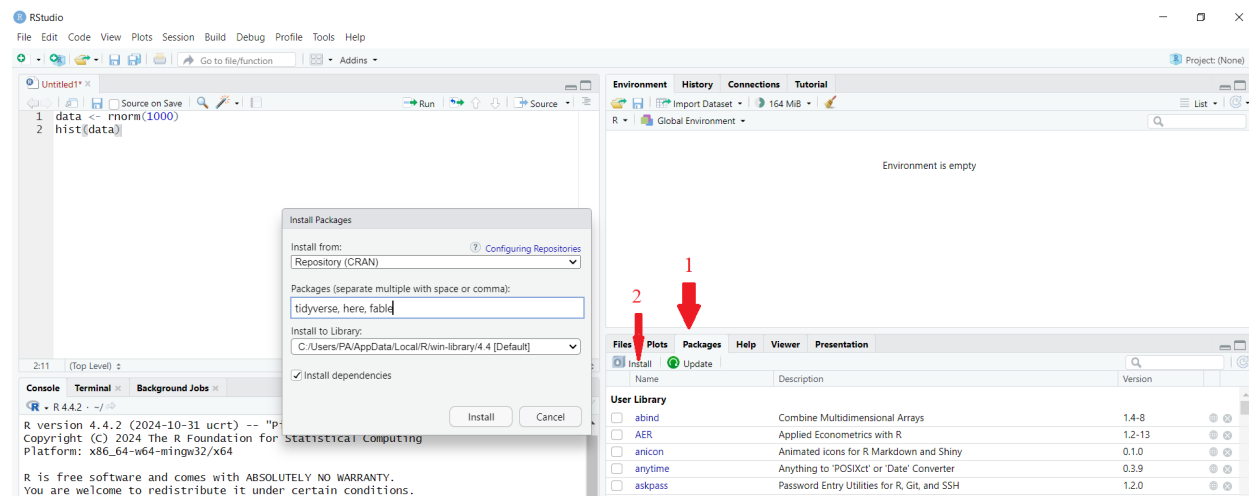 RStudio
File Edit Code View Plots Session Build Debug Profile Tools Help
Go to file/function Addins Project: (None)
Untitled1*
Source on Save Run Source
1 data <- rnorm(1000)
2 hist(data)
2:11 (Top Level)
Console Terminal Background Jobs
R 4.4.2 · ~/
R version 4.4.2 (2024-10-31 ucrt) -- "Pi
Copyright (C) 2024 The R Foundation for Statistical Computing
Platform: x86_64-w64-mingw32/x64
R is free software and comes with ABSOLUTELY NO WARRANTY.
You are welcome to redistribute it under certain conditions.
Install Packages
Install from: ? Configuring Repositories
Repository (CRAN)
Packages (separate multiple with space or comma):
tidyverse, here, fable
Install to Library:
C:/Users/PA/AppData/Local/R/win-library/4.4 [Default]
Install dependencies
Install Cancel
Environment History Connections Tutorial
Import Dataset 164 MiB List
R Global Environment
Environment is empty
1
2
Files Plots Packages Help Viewer Presentation
Install Update
Name Description Version
User Library
abind Combine Multidimensional Arrays 1.4-8
AER Applied Econometrics with R 1.2-13
anicon Animated icons for R Markdown and Shiny 0.1.0
anytime Anything to 'POSIXct' or 'Date' Converter 0.3.9
askpass Password Entry Utilities for R, Git, and SSH 1.2.0